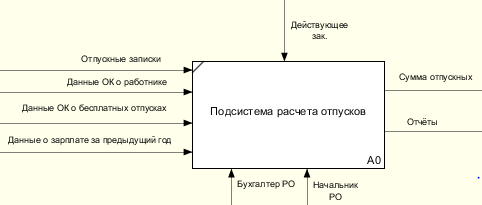 Действующее
зак.
Отпускные записки
Данные ОК о работнике
Данные ОК о бесплатных отпусках
Данные о зарплате за предыдущий год
Подсистема расчета отпусков
A0
Сумма отпускных
Отчёты
Бухгалтер РО
Начальник
РО